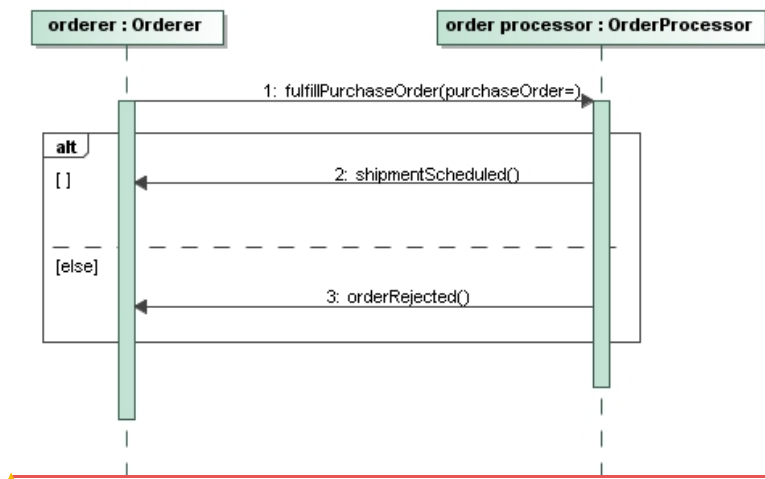 orderer : Orderer
order processor : OrderProcessor
1: fulfillPurchaseOrder(purchaseOrder=)
alt
[ ]
2: shipmentScheduled()
[else]
3: orderRejected()